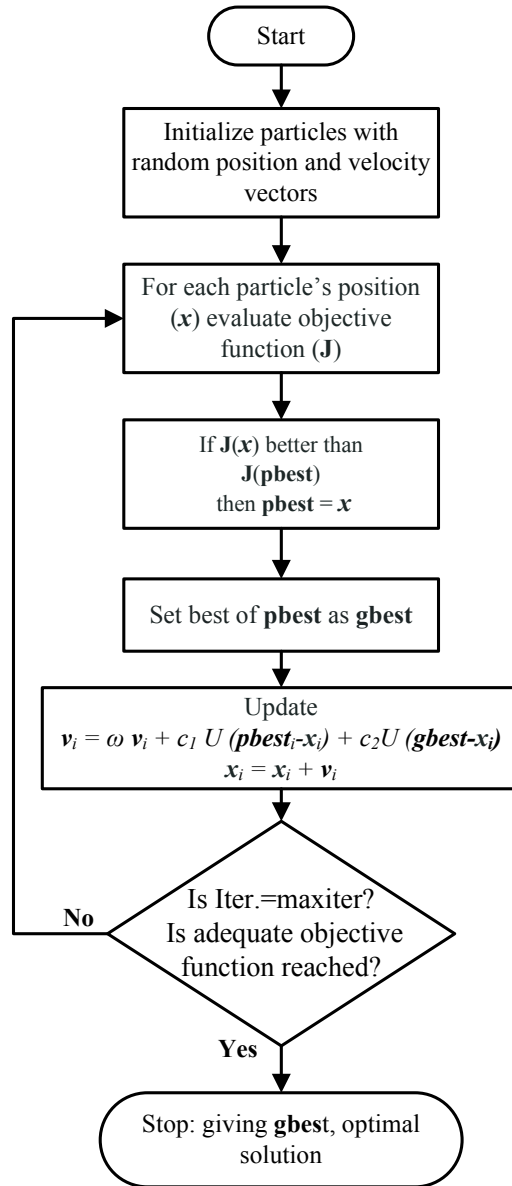 Start
Initialize particles with
random position and velocity
vectors
For each particle’s position
(x) evaluate objective
function (J)
If J(x) better than
J(pbest)
then pbest = x
Set best of pbest as gbest
Update
vᵢ = ω vᵢ + c₁ U (pbestᵢ-xᵢ) + c₂U (gbest-xᵢ)
xᵢ = xᵢ + vᵢ
Is Iter.=maxiter?
No
Is adequate objective
function reached?
Yes
Stop: giving gbest, optimal
solution